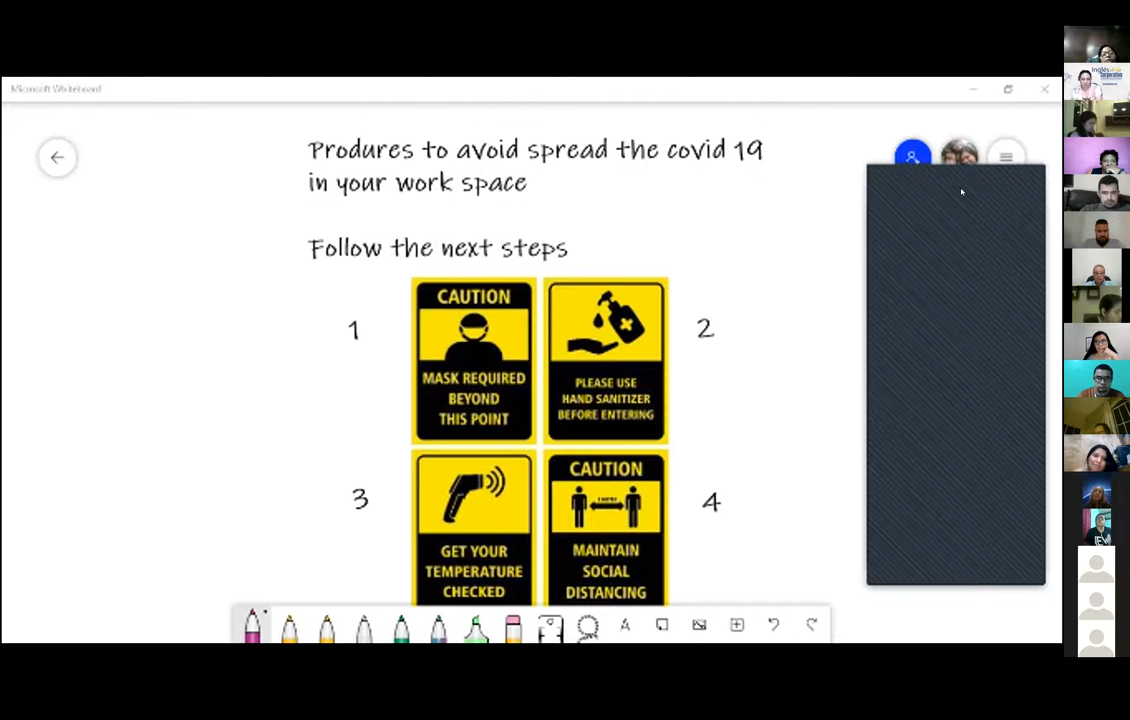 Microsoft Whiteboard
Produres to avoid spread the covid 19
in your work space
Follow the next steps
1
CAUTION
MASK REQUIRED
BEYOND
THIS POINT
PLEASE USE
HAND SANITIZER
BEFORE ENTERING
2
3
GET YOUR
TEMPERATURE
CHECKED
CAUTION
MAINTAIN
SOCIAL
DISTANCING
4